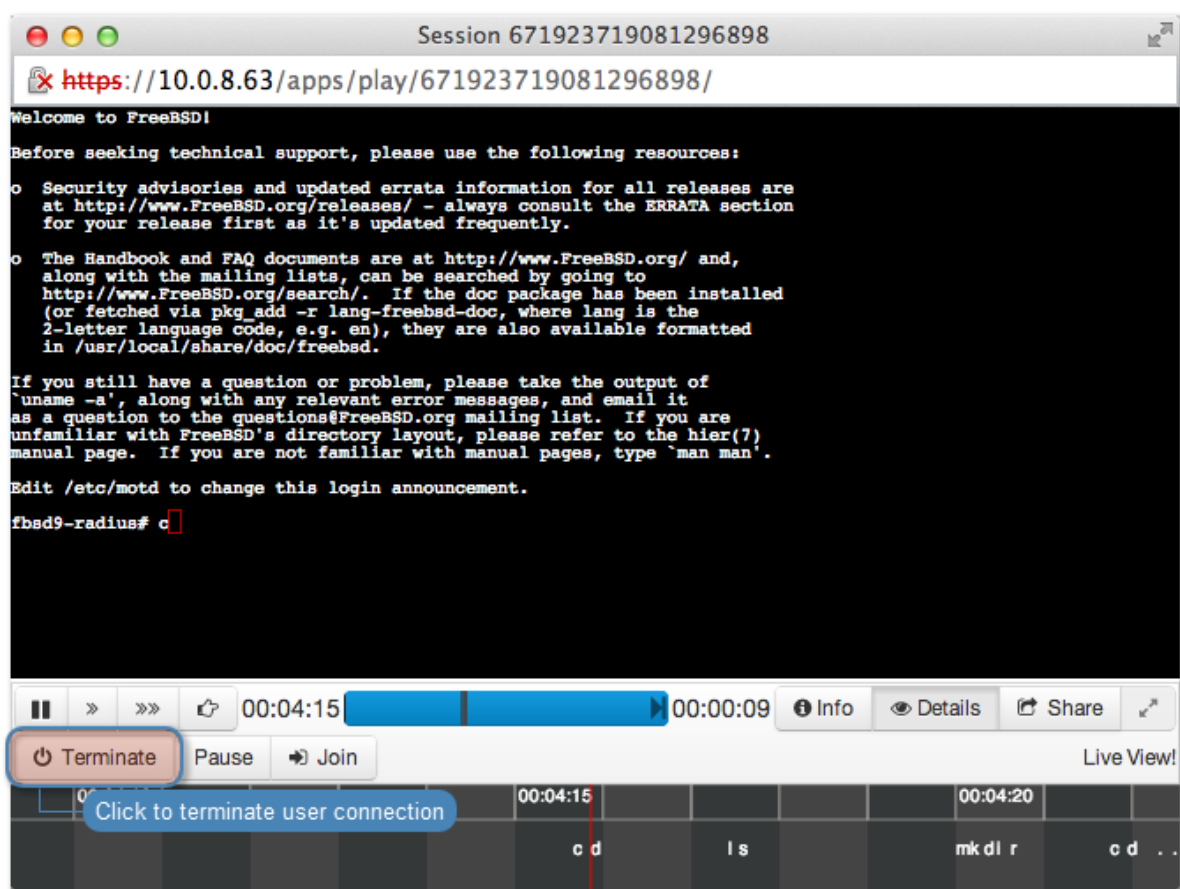 Session 671923719081296898
https://10.0.8.63/apps/play/671923719081296898/
Welcome to FreeBSD!
Before seeking technical support, please use the following resources:
o  Security advisories and updated errata information for all releases are
at http://www.FreeBSD.org/releases/ - always consult the ERRATA section
for your release first as it's updated frequently.
o  The Handbook and FAQ documents are at http://www.FreeBSD.org/ and,
along with the mailing lists, can be searched by going to
http://www.FreeBSD.org/search/.  If the doc package has been installed
(or fetched via pkg_add -r lang-freebsd-doc, where lang is the
2-letter language code, e.g. en), they are also available formatted
in /usr/local/share/doc/freebsd.
If you still have a question or problem, please take the output of
`uname -a', along with any relevant error messages, and email it
as a question to the questions@FreeBSD.org mailing list.  If you are
unfamiliar with FreeBSD's directory layout, please refer to the hier(7)
manual page.  If you are not familiar with manual pages, type `man man'.
Edit /etc/motd to change this login announcement.
fbsd9-radius# c
00:04:15 00:00:09 Info Details Share
Terminate Pause Join Live View!
Click to terminate user connection 00:04:15 00:04:20
c d l s mk di r c d . .